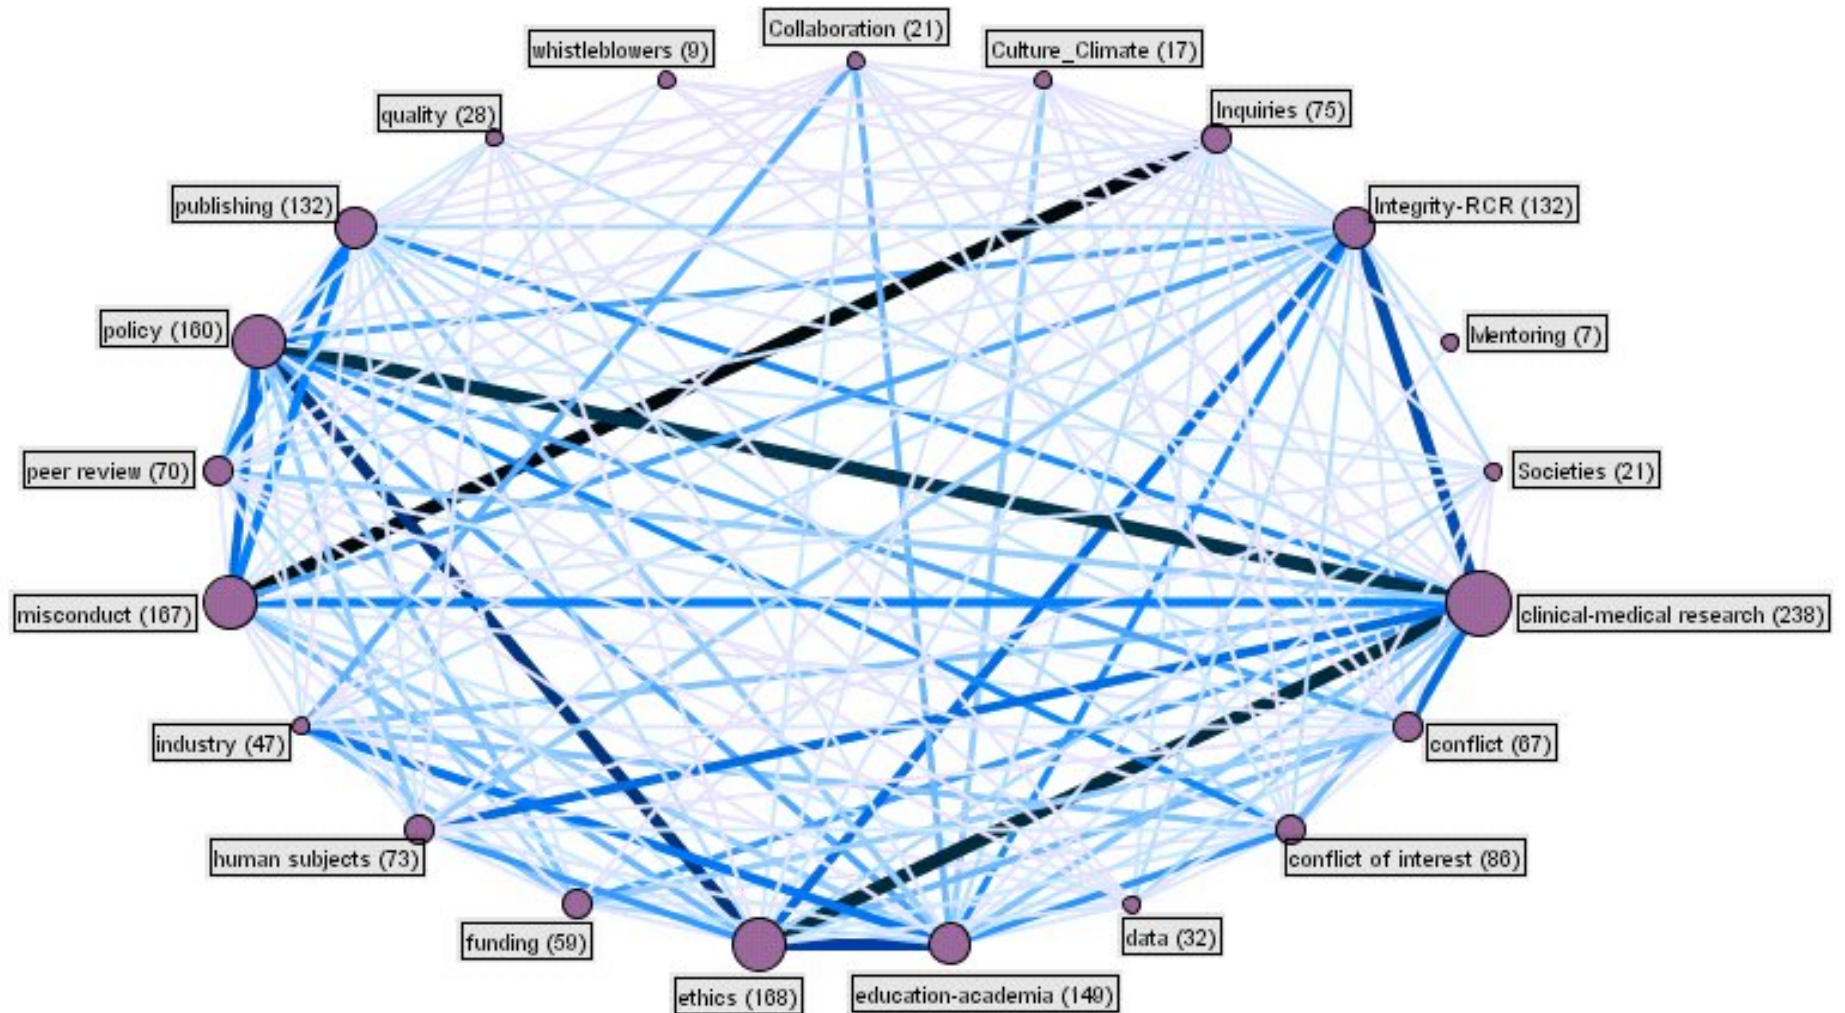 Collaboration (21)
whistleblowers (9)
Culture_Climate (17)
quality (28)
Inquiries (75)
publishing (132)
Integrity-RCR (132)
policy (160)
Mentoring (7)
peer review (70)
Societies (21)
misconduct (167)
clinical-medical research (238)
industry (47)
conflict (67)
human subjects (73)
conflict of interest (86)
funding (59)
data (32)
ethics (168)
education-academia (149)